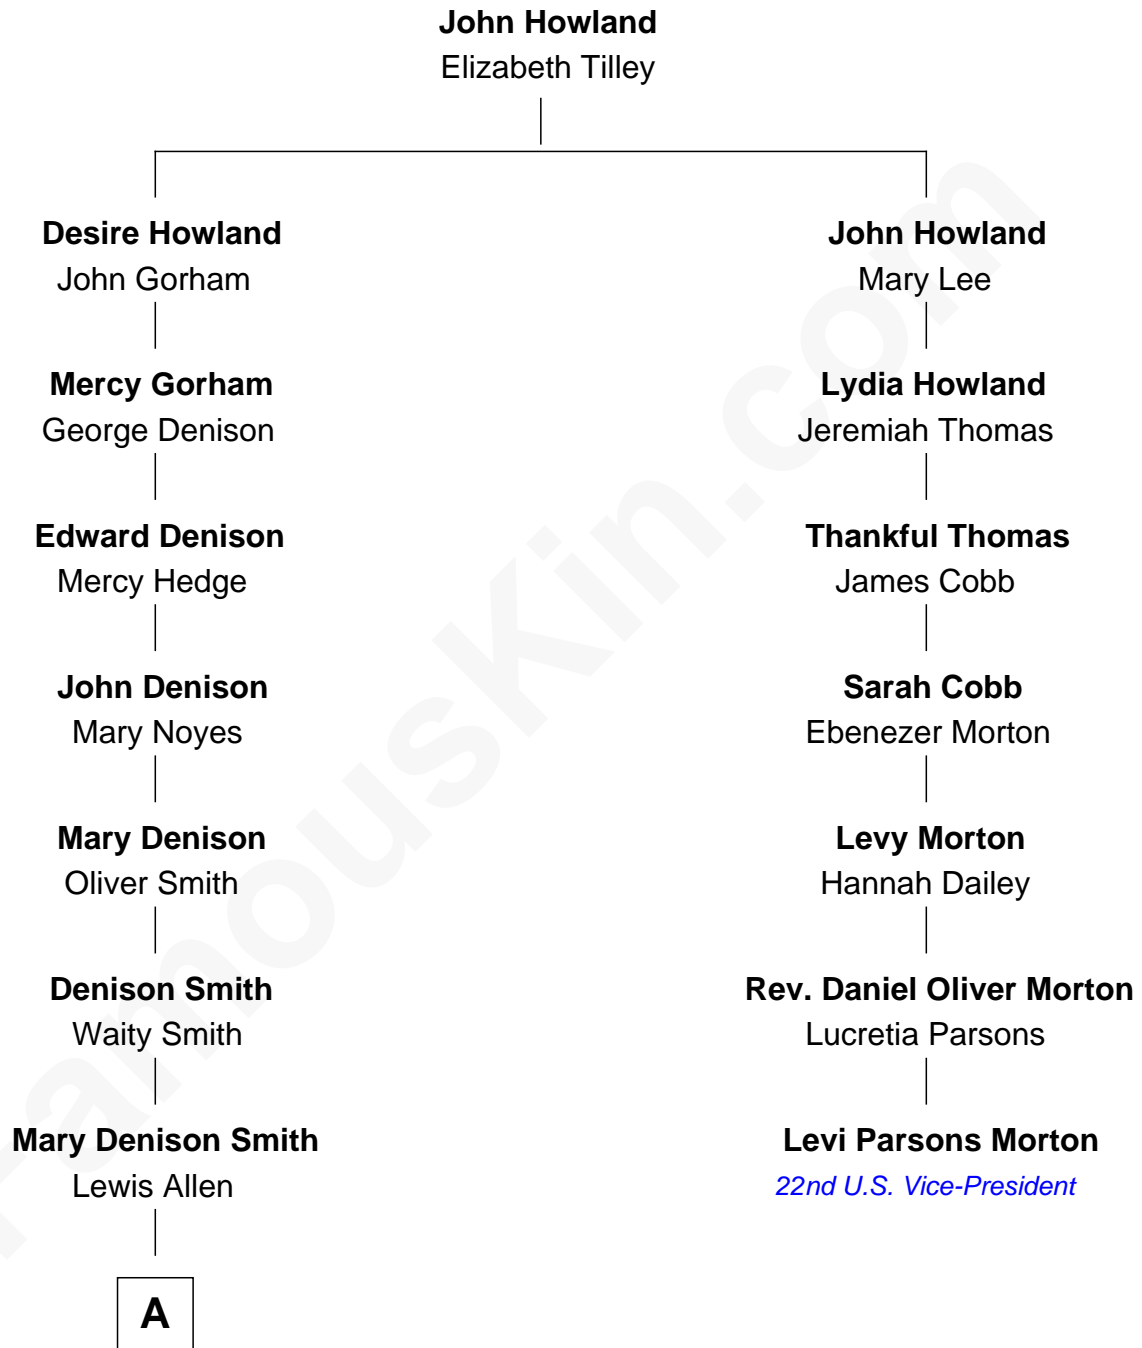 John Howland
Elizabeth Tilley
Desire Howland
John Gorham
Mercy Gorham
George Denison
Edward Denison
Mercy Hedge
John Denison
Mary Noyes
Mary Denison
Oliver Smith
Denison Smith
Waity Smith
Mary Denison Smith
Lewis Allen
A
John Howland
Mary Lee
Lydia Howland
Jeremiah Thomas
Thankful Thomas
James Cobb
Sarah Cobb
Ebenezer Morton
Levy Morton
Hannah Dailey
Rev. Daniel Oliver Morton
Lucretia Parsons
Levi Parsons Morton
22nd U.S. Vice-President
FamousKin.com